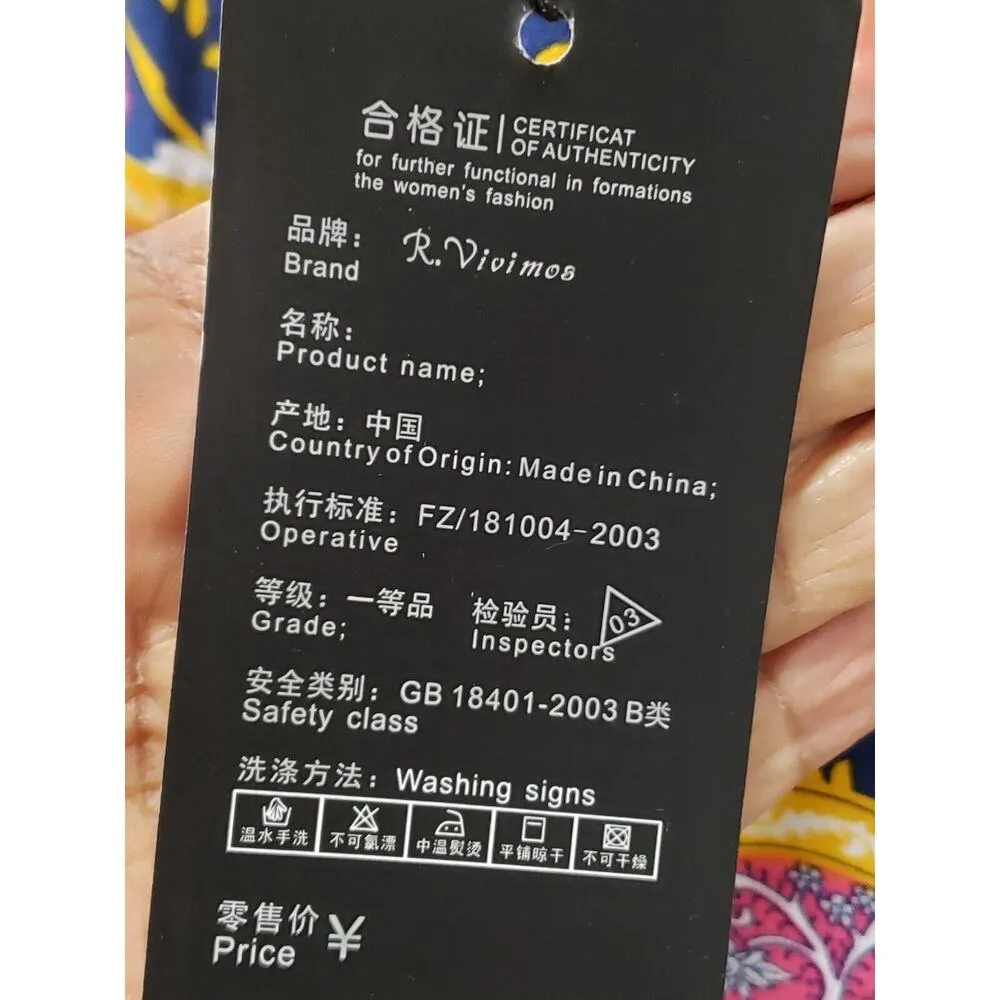 合格证|CERTIFICAT
OF AUTHENTICITY
for further functional in formations
the women's fashion
品牌： R.Vivimos
Brand
名称：
Product name;
产地：中国
Country of Origin: Made in China;
执行标准：FZ/181004-2003
Operative
等级：一等品 检验员： 03
Grade; Inspectors
安全类别：GB 18401-2003 B类
Safety class
洗涤方法：Washing signs
温水手洗 不可氯漂 中温熨烫 平铺晾干 不可干燥
零售价 ¥
Price